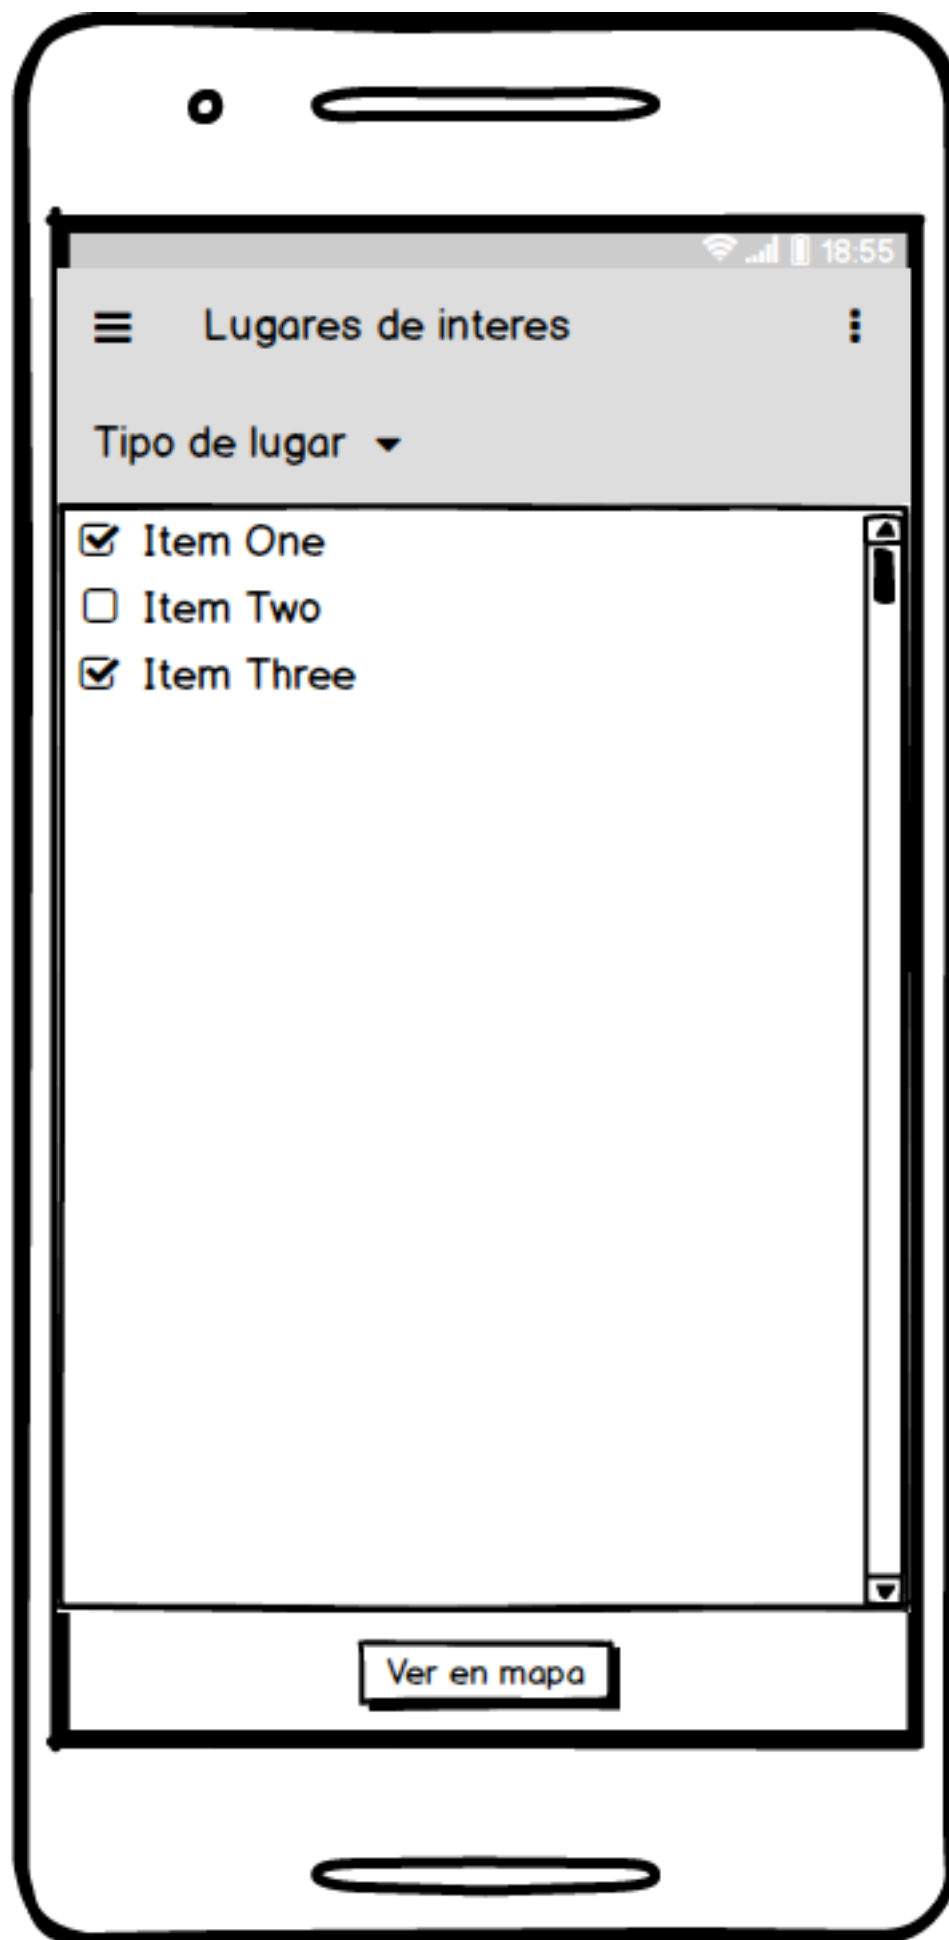 18:55
Lugares de interes
Tipo de lugar
Item One
Item Two
Item Three
Ver en mapa